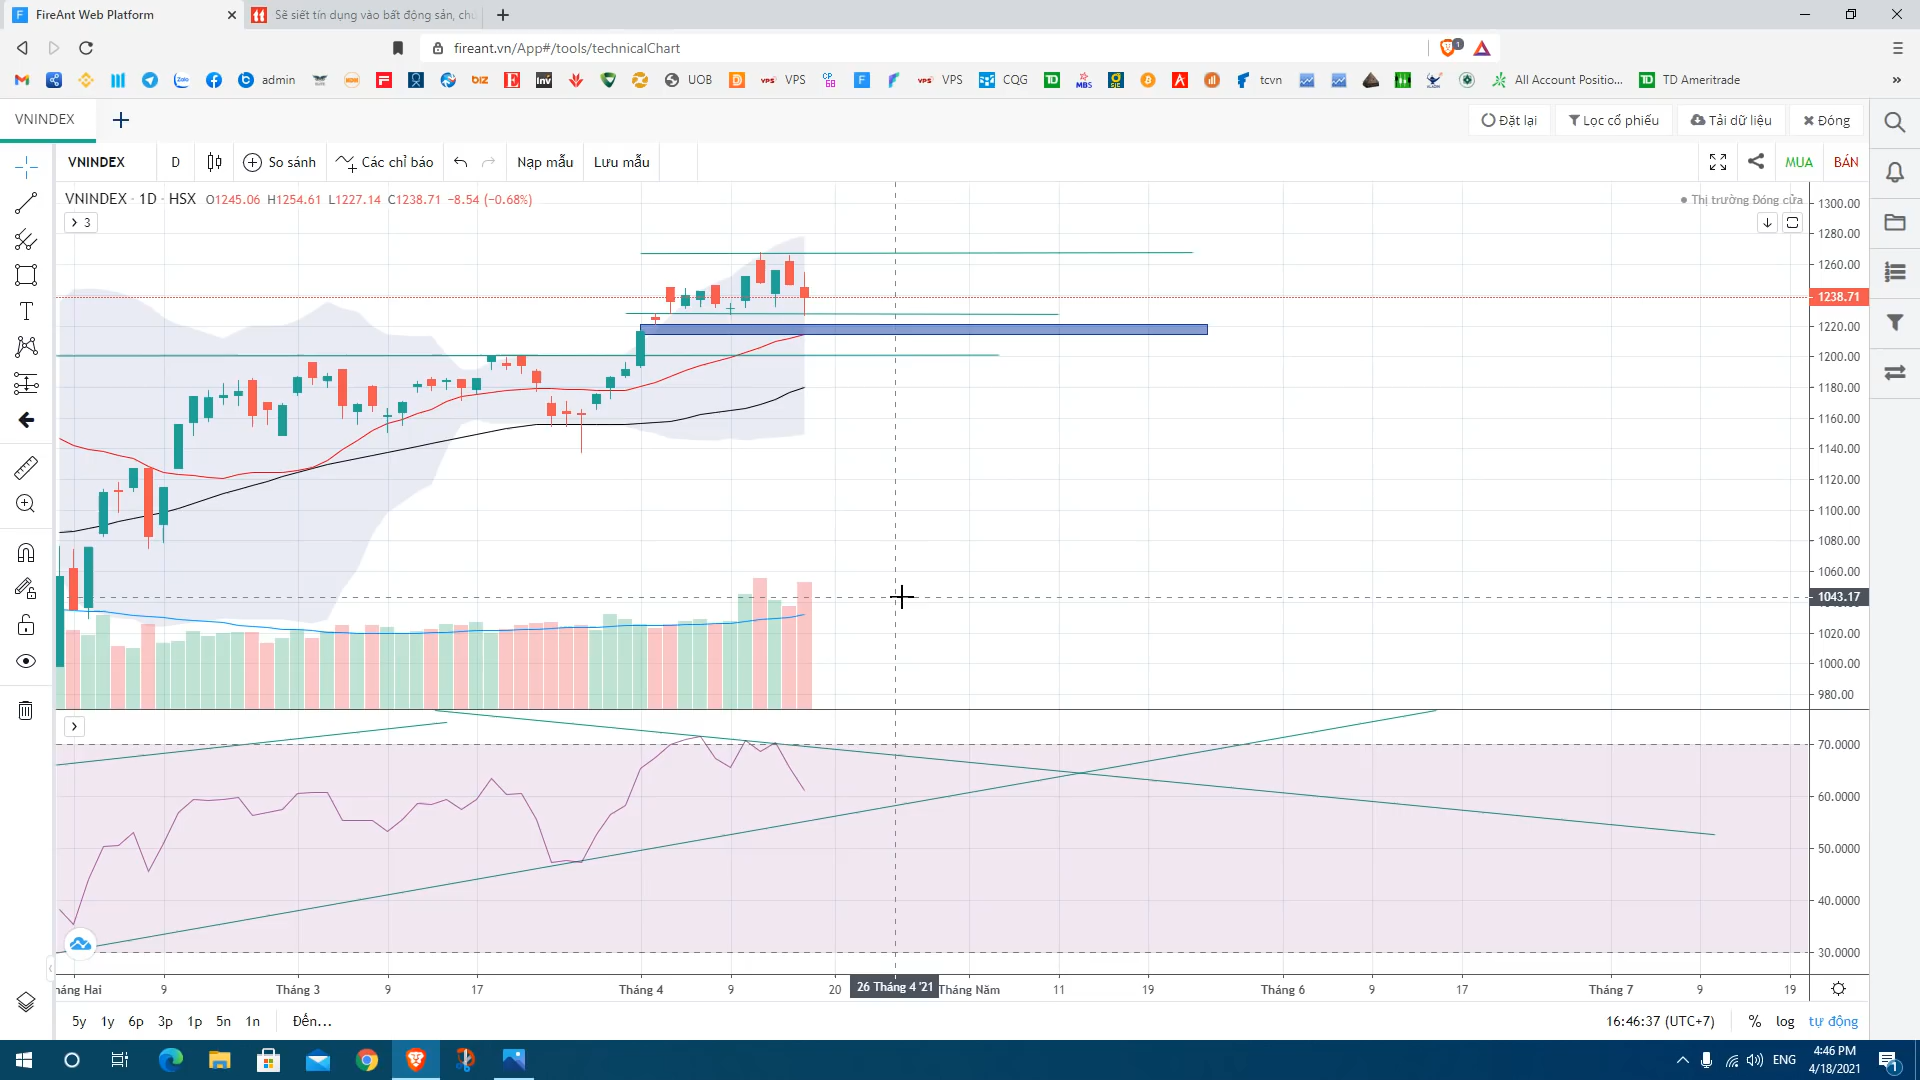 FireAnt Web Platform
Sẽ siết tín dụng vào bất động sản, ch
fireant.vn/App#/tools/technicalChart
1
admin
UOB
VPS
VPS
CQG
tcvn
All Account Positio...
TD Ameritrade
VNINDEX
Đặt lại
Lọc cổ phiếu
Tải dữ liệu
Đóng
VNINDEX
D
So sánh
Các chỉ báo
Nạp mẫu
Lưu mẫu
MUA
BÁN
VNINDEX · 1D · HSX O1245.06 H1254.61 L1227.14 C1238.71 −8.54 (−0.68%)
Thị trường Đóng cửa
3
1300.00
1280.00
1260.00
1238.71
1220.00
1200.00
1180.00
1160.00
1140.00
1120.00
1100.00
1080.00
1060.00
1043.17
1020.00
1000.00
980.00
70.0000
60.0000
50.0000
40.0000
30.0000
háng Hai
9
Tháng 3
9
17
Tháng 4
9
20
26 Tháng 4 '21
Tháng Năm
11
19
Tháng 6
9
17
Tháng 7
9
19
5y 1y 6p 3p 1p 5n 1n Đến...
16:46:37 (UTC+7)
% log tự động
ENG
4:46 PM
4/18/2021
1